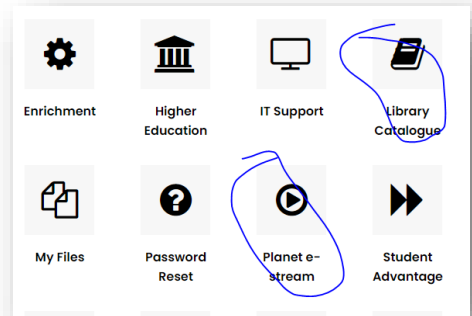 Enrichment
Higher
Education
IT Support
Library
Catalogue
My Files
Password
Reset
Planet e-
stream
Student
Advantage